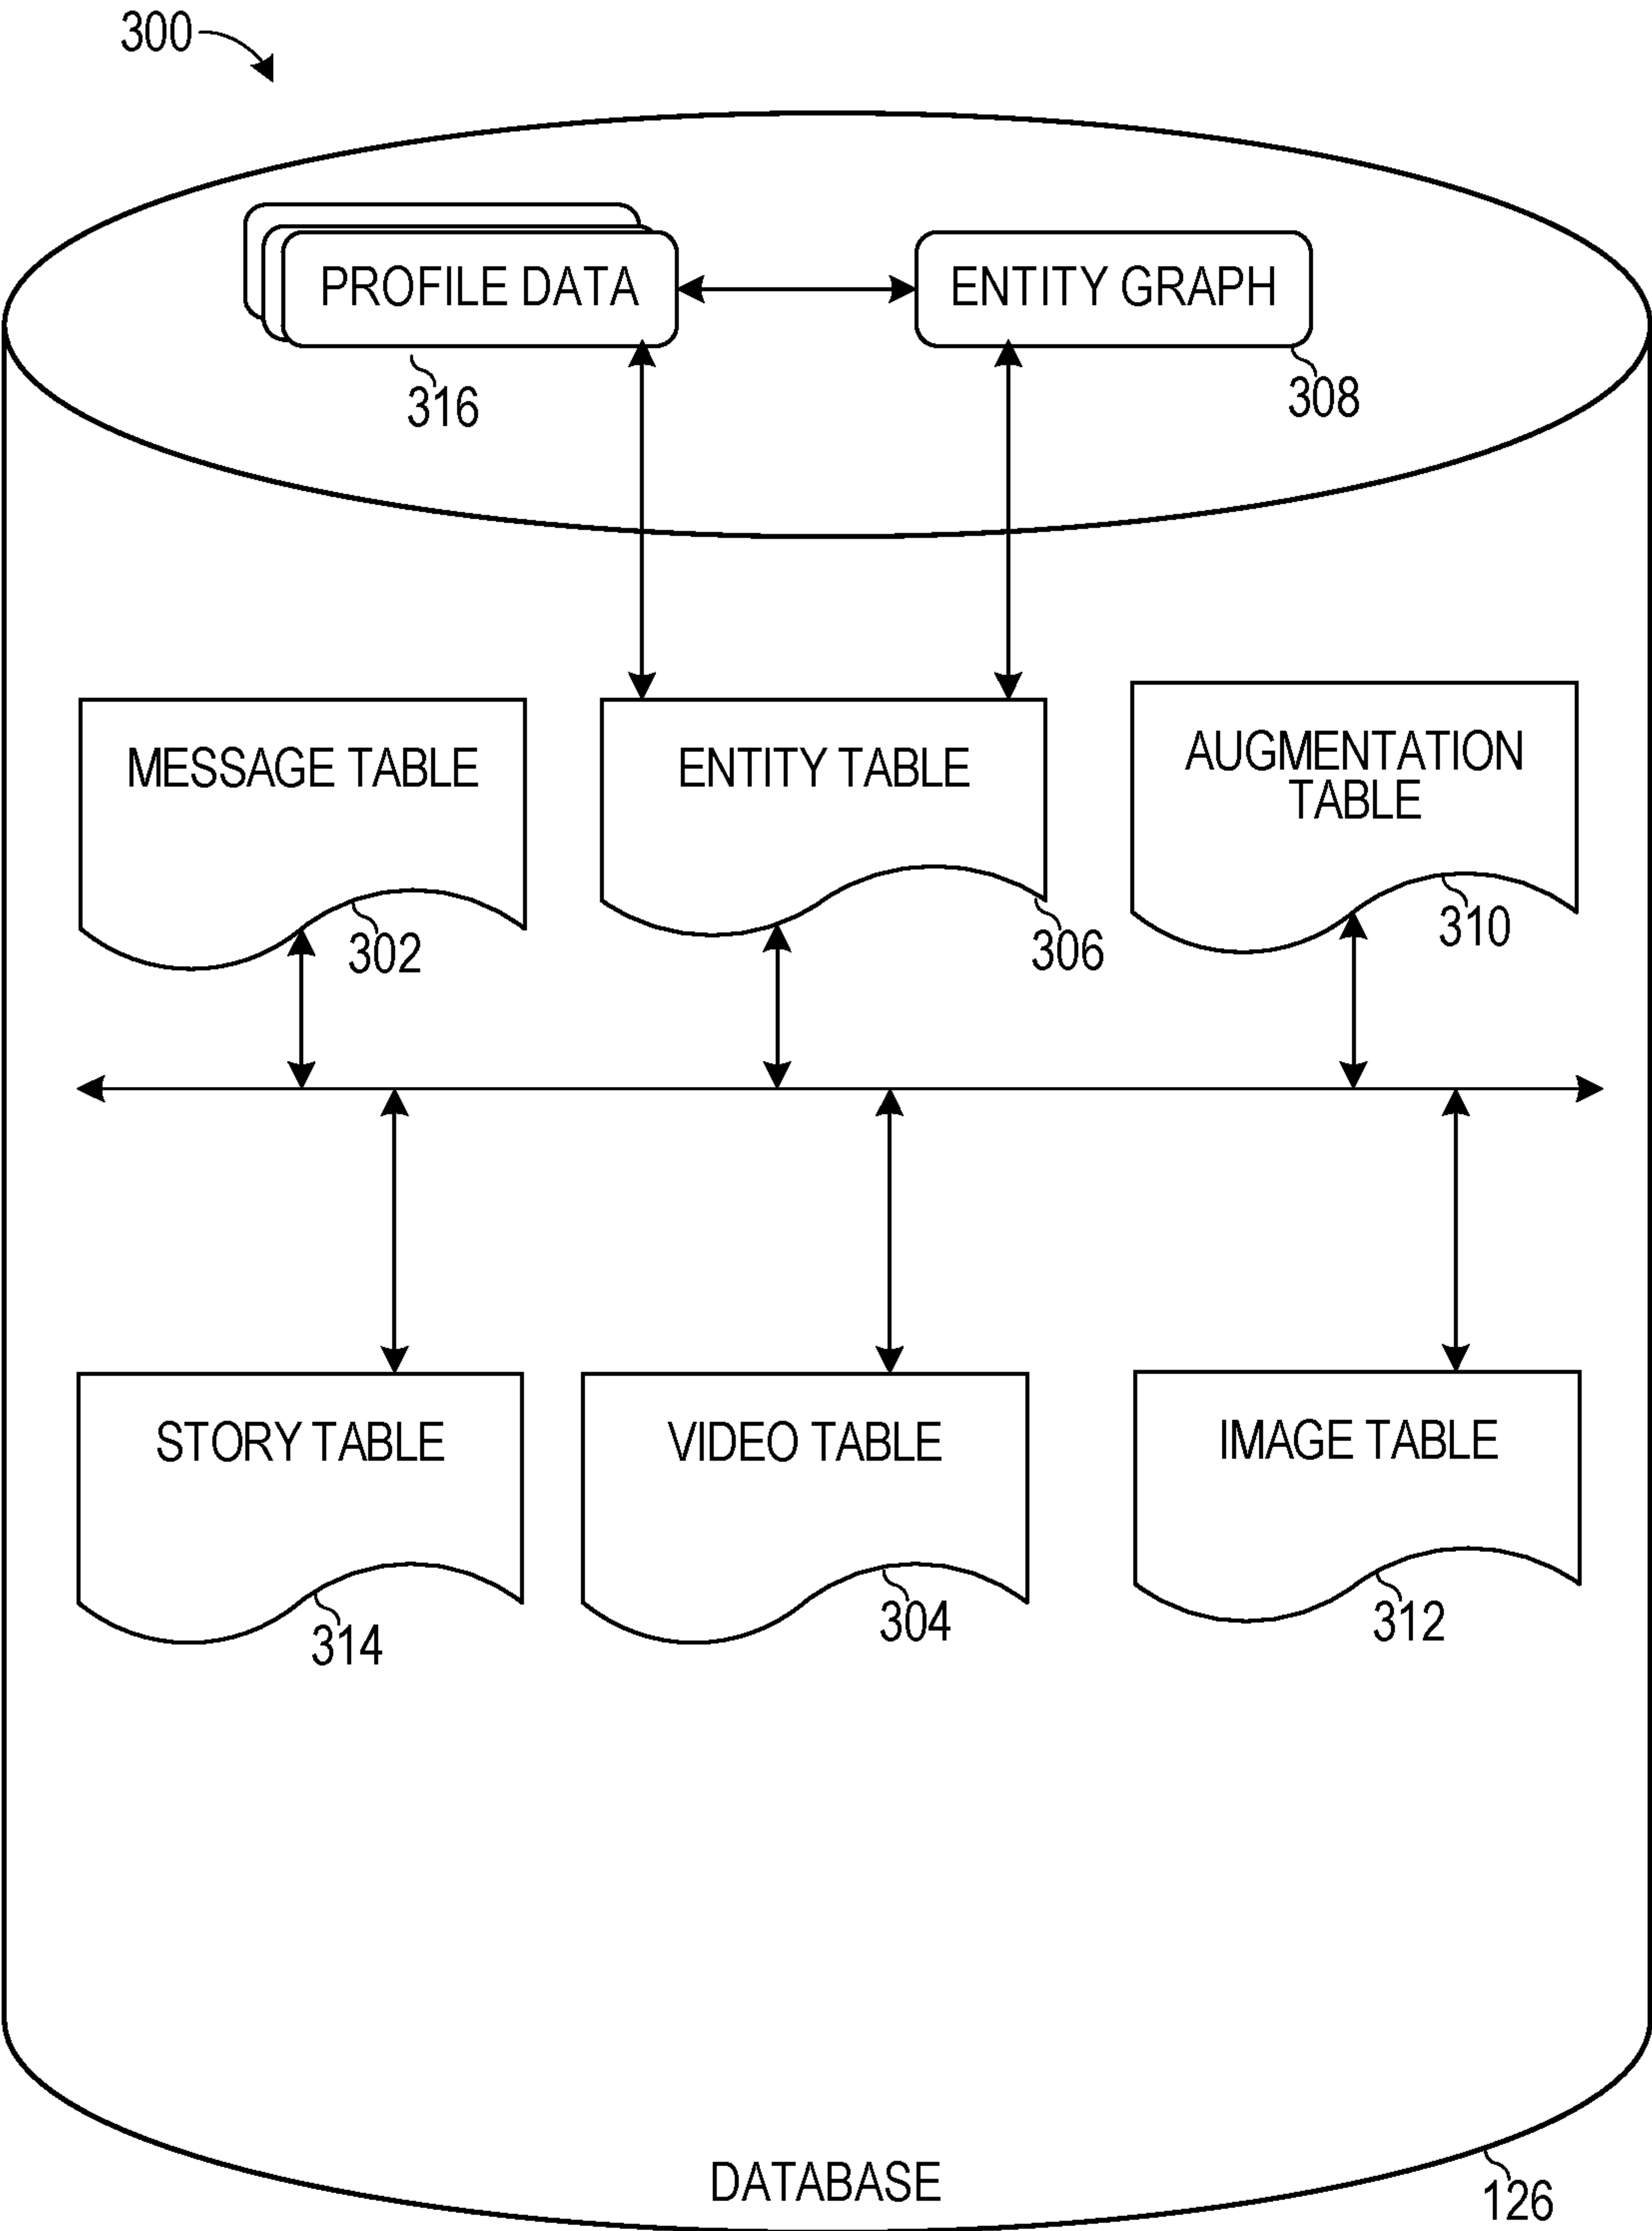 300
PROFILE DATA
ENTITY GRAPH
316
308
MESSAGE TABLE
ENTITY TABLE
AUGMENTATION
TABLE
302
306
310
STORY TABLE
VIDEO TABLE
IMAGE TABLE
314
304
312
DATABASE
126